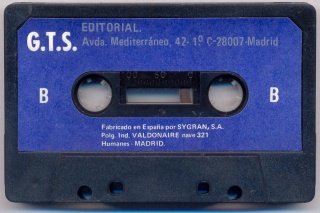 G.T.S.
EDITORIAL.
Avda. Mediterráneo, 42- 1º C-28007-Madrid
B
B
Fabricado en España por SYGRAN, S.A.
Polg. Ind. VALDONAIRE nave 321
Humanes - MADRID.